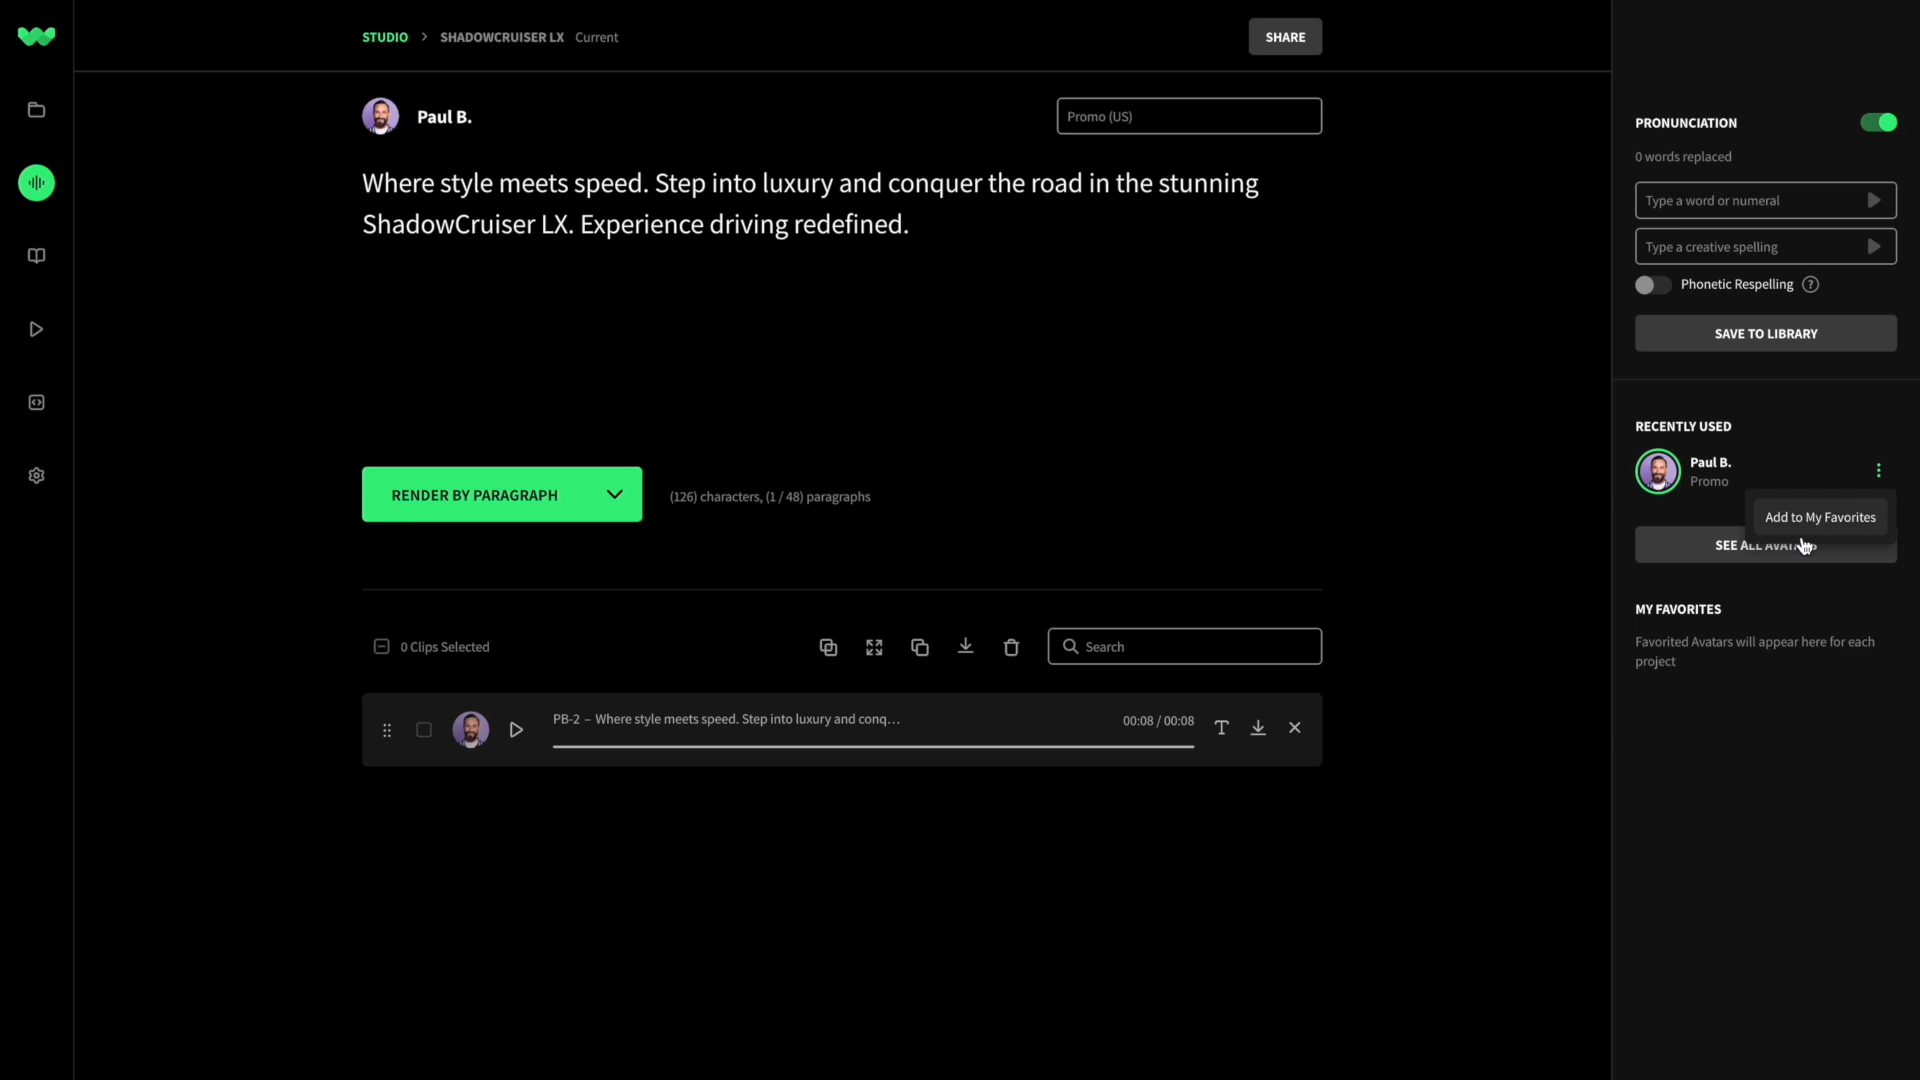 STUDIO > SHADOWCRUISER LX Current
SHARE
Paul B.
Promo (US)
Where style meets speed. Step into luxury and conquer the road in the stunning
ShadowCruiser LX. Experience driving redefined.
RENDER BY PARAGRAPH
(126) characters, (1 / 48) paragraphs
0 Clips Selected
Search
PB-2 – Where style meets speed. Step into luxury and conq...
00:08 / 00:08
PRONUNCIATION
0 words replaced
Type a word or numeral
Type a creative spelling
Phonetic Respelling ?
SAVE TO LIBRARY
RECENTLY USED
Paul B.
Promo
Add to My Favorites
SEE ALL AVATARS
MY FAVORITES
Favorited Avatars will appear here for each
project